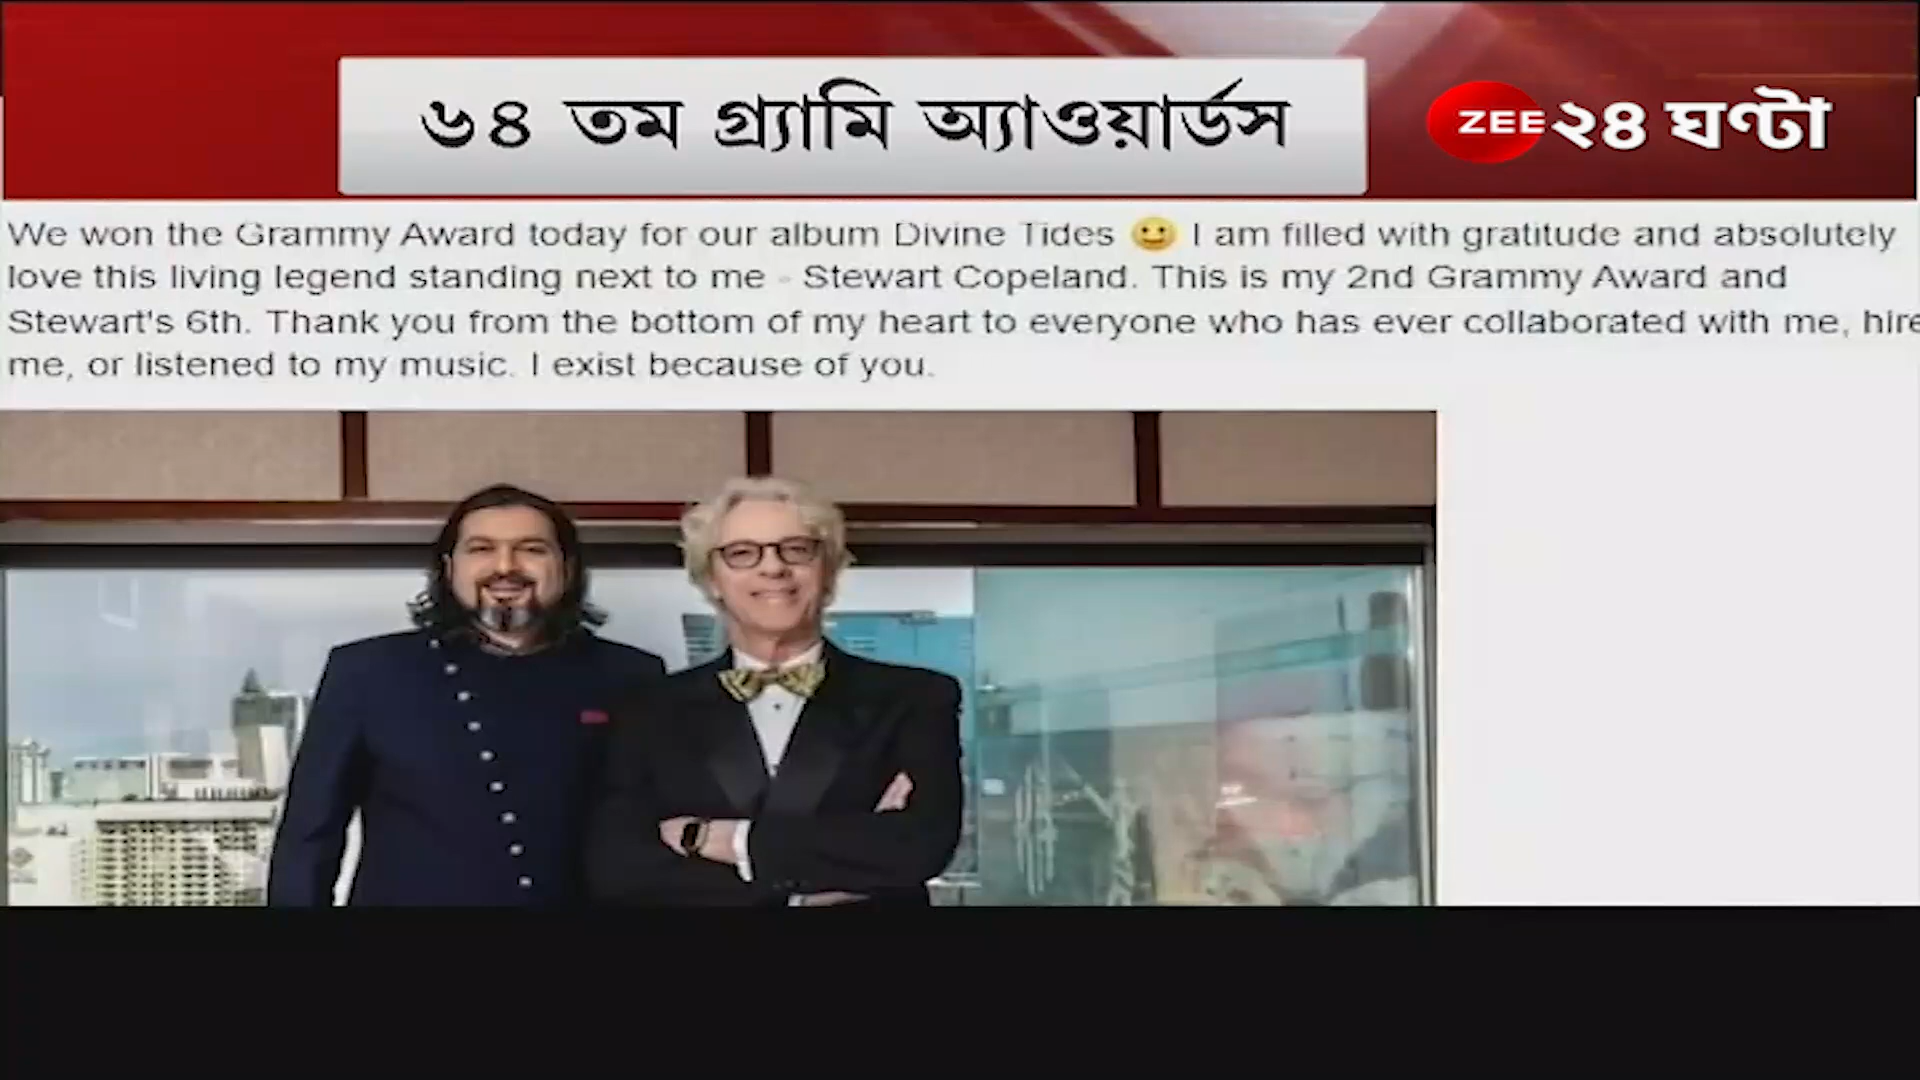 ৬৪ তম গ্র্যামি অ্যাওয়ার্ডস
ZEE ২৪ ঘণ্টা
We won the Grammy Award today for our album Divine Tides 🙂 I am filled with gratitude and absolutely
love this living legend standing next to me - Stewart Copeland. This is my 2nd Grammy Award and
Stewart's 6th. Thank you from the bottom of my heart to everyone who has ever collaborated with me, hire
me, or listened to my music. I exist because of you.